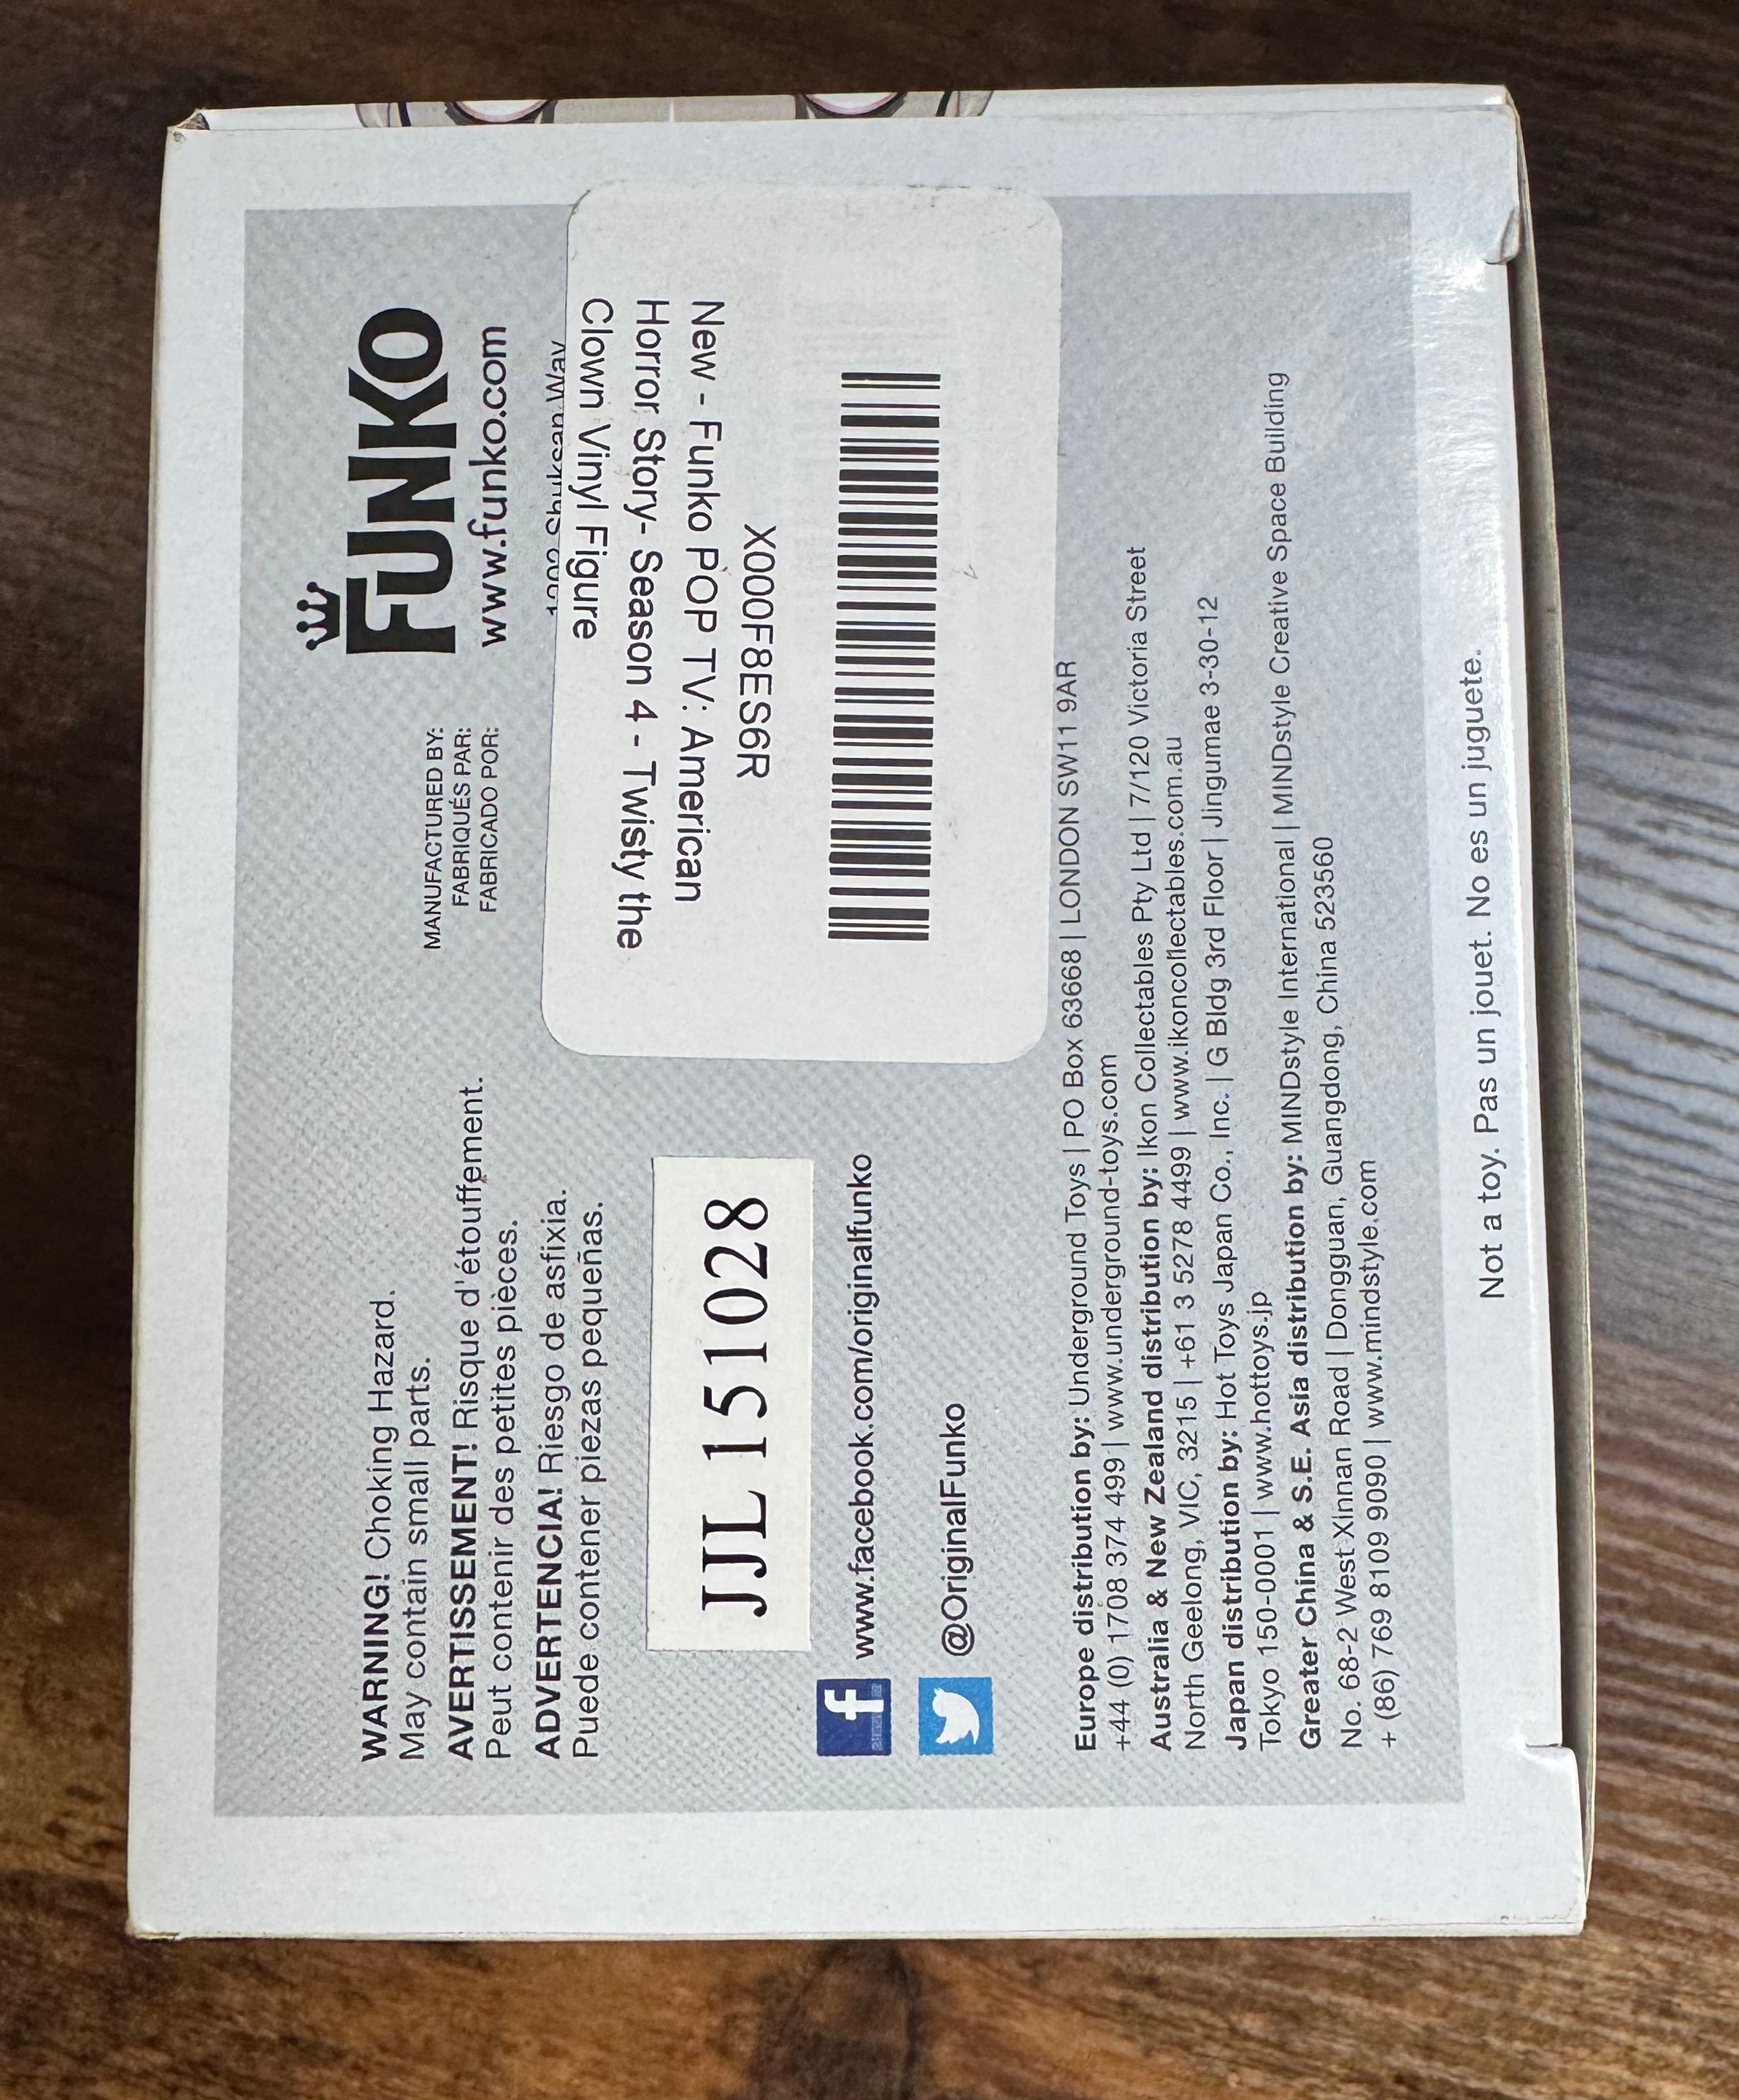 WARNING! Choking Hazard.
May contain small parts.
AVERTISSEMENT! Risque d'étouffement.
Peut contenir des petites pièces.
ADVERTENCIA! Riesgo de asfixia.
Puede contener piezas pequeñas.
JJL 151028
www.facebook.com/originalfunko
@OriginalFunko
MANUFACTURED BY:
FABRIQUÉS PAR:
FABRICADO POR:
FUNKO
www.funko.com
Way
X000F8ES6R
New - Funko POP TV: American
Horror Story- Season 4 - Twisty the
Clown Vinyl Figure
Europe distribution by: Underground Toys | PO Box 63668 | LONDON SW11 9AR
+44 (0) 1708 374 499 | www.underground-toys.com
Australia & New Zealand distribution by: Ikon Collectables Pty Ltd | 7/120 Victoria Street
North Geelong, VIC, 3215 | +61 3 5278 4499 | www.ikoncollectables.com.au
Japan distribution by: Hot Toys Japan Co., Inc. | G Bldg 3rd Floor | Jingumae 3-30-12
Tokyo 150-0001 | www.hottoys.jp
Greater China & S.E. Asia distribution by: MINDstyle International | MINDstyle Creative Space Building
No. 68-2 West Xinnan Road | Dongguan, Guangdong, China 523560
+ (86) 769 8109 9090 | www.mindstyle.com
Not a toy. Pas un jouet. No es un juguete.